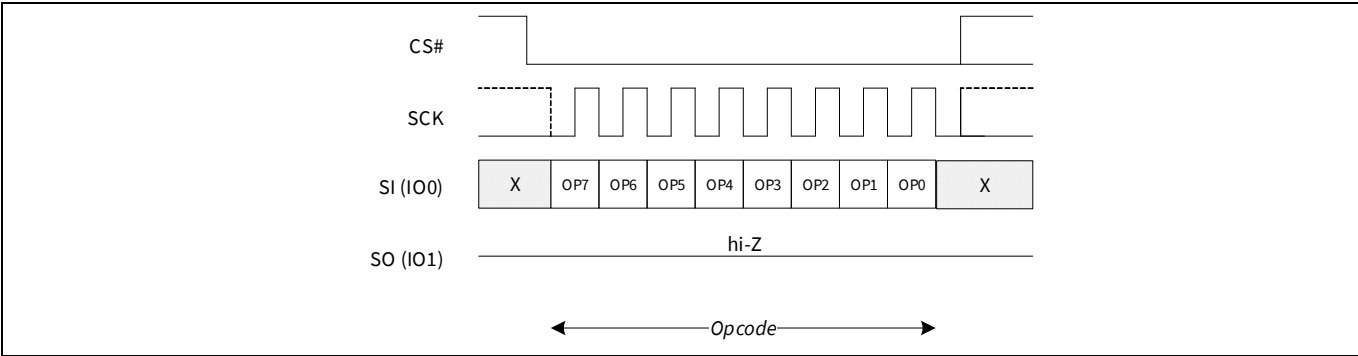 CS#
SCK
SI (IO0) X OP7 OP6 OP5 OP4 OP3 OP2 OP1 OP0 X
hi-Z
SO (IO1)
Opcode